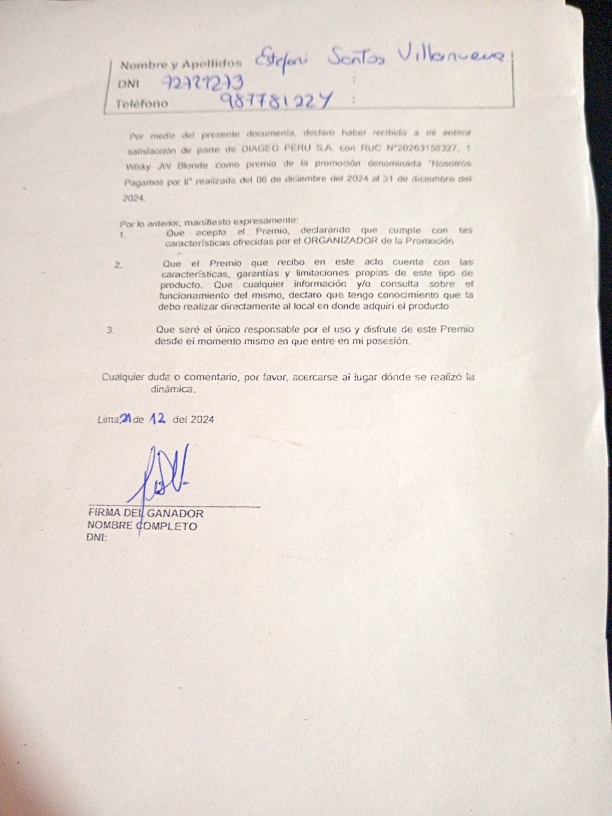 Nombre y Apellidos Estefani Santos Villanueva
DNI 72727273 :
Teléfono 987781224 :
Por medio del presente documento, declaro haber recibido a mi entera
satisfacción de parte de DIAGEO PERU S.A. con RUC N°20263158327, 1
Wisky JW Blonde como premio de la promoción denominada "Nosotros
Pagamos por ti" realizada del 06 de diciembre del 2024 al 31 de diciembre del
2024.
Por lo anterior, manifiesto expresamente:
1. Que acepto el Premio, declarando que cumple con las
características ofrecidas por el ORGANIZADOR de la Promoción
2. Que el Premio que recibo en este acto cuenta con las
características, garantías y limitaciones propias de este tipo de
producto. Que cualquier información y/o consulta sobre el
funcionamiento del mismo, declaro que tengo conocimiento que la
debo realizar directamente al local en donde adquirí el producto
3. Que seré el único responsable por el uso y disfrute de este Premio
desde el momento mismo en que entre en mi posesión.
Cualquier duda o comentario, por favor, acercarse al lugar dónde se realizó la
dinámica.
Lima, 21 de 12 del 2024
FIRMA DEL GANADOR
NOMBRE COMPLETO
DNI: